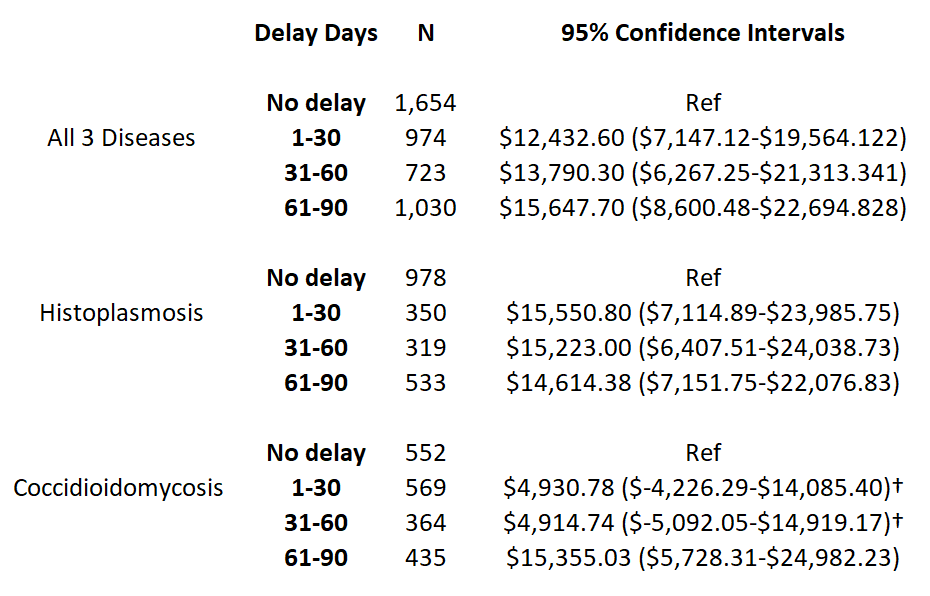 Delay Days N 95% Confidence Intervals
No delay 1,654 Ref
All 3 Diseases 1-30 974 $12,432.60 ($7,147.12-$19,564.122)
31-60 723 $13,790.30 ($6,267.25-$21,313.341)
61-90 1,030 $15,647.70 ($8,600.48-$22,694.828)
No delay 978 Ref
Histoplasmosis 1-30 350 $15,550.80 ($7,114.89-$23,985.75)
31-60 319 $15,223.00 ($6,407.51-$24,038.73)
61-90 533 $14,614.38 ($7,151.75-$22,076.83)
No delay 552 Ref
Coccidioidomycosis 1-30 569 $4,930.78 ($-4,226.29-$14,085.40)†
31-60 364 $4,914.74 ($-5,092.05-$14,919.17)†
61-90 435 $15,355.03 ($5,728.31-$24,982.23)